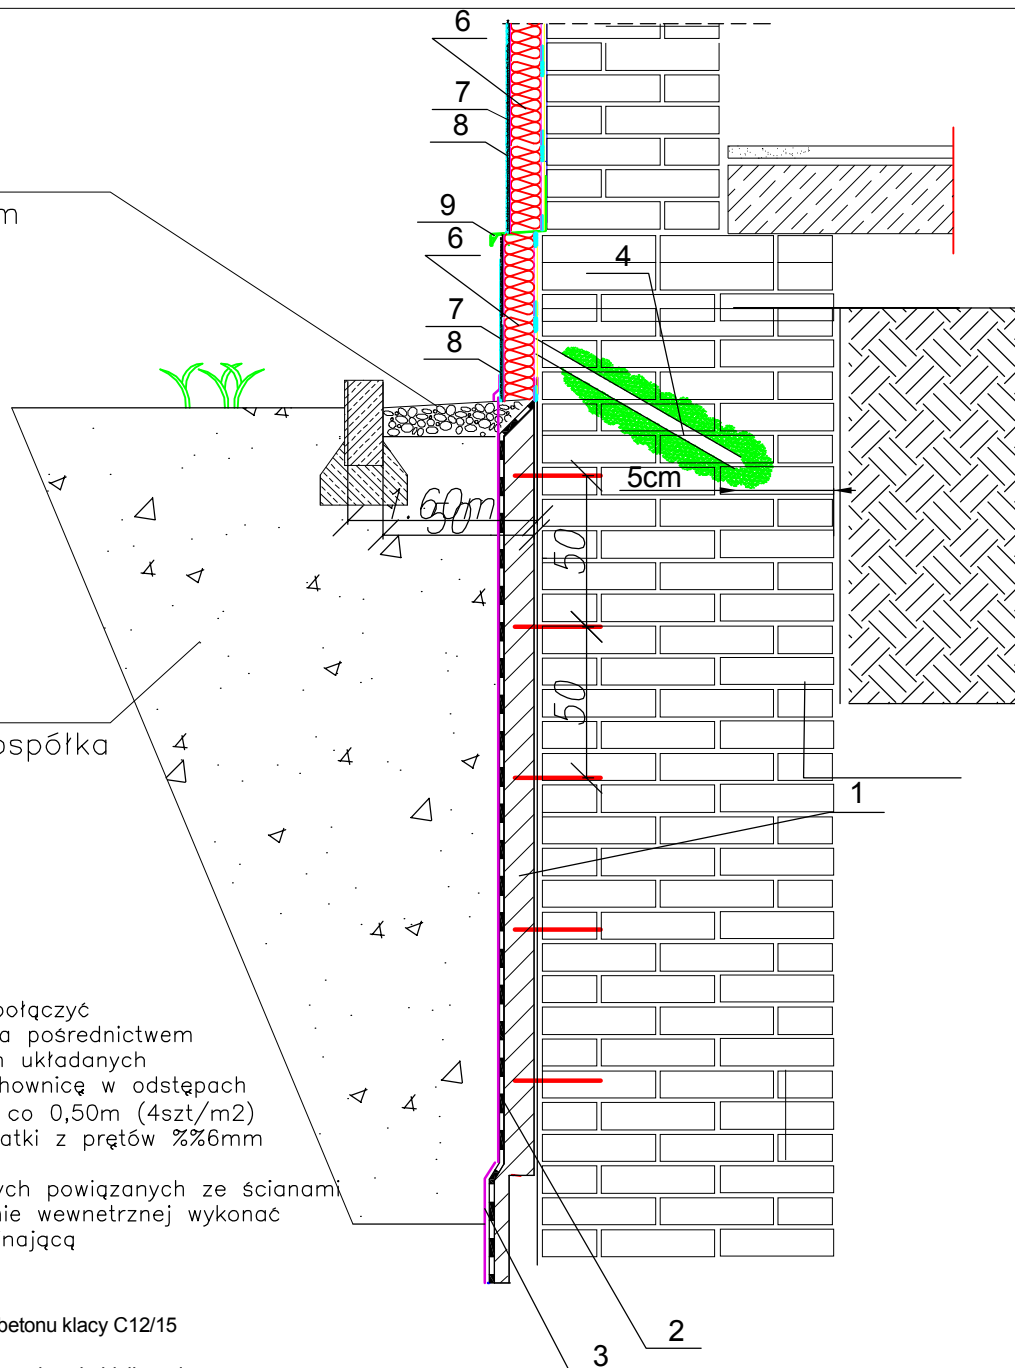 6
7
8
m
9
6
4
7
8
5cm
1.60m
50
50
50
ospółka
1
połączyć
a pośrednictwem
układanych
hownicę w odstępach
co 0,50m (4szt/m2)
atki z prętów %%6mm
ych powiązanych ze ścianami
nie wewnetrznej wykonać
nającą
betonu klacy C12/15
2
3